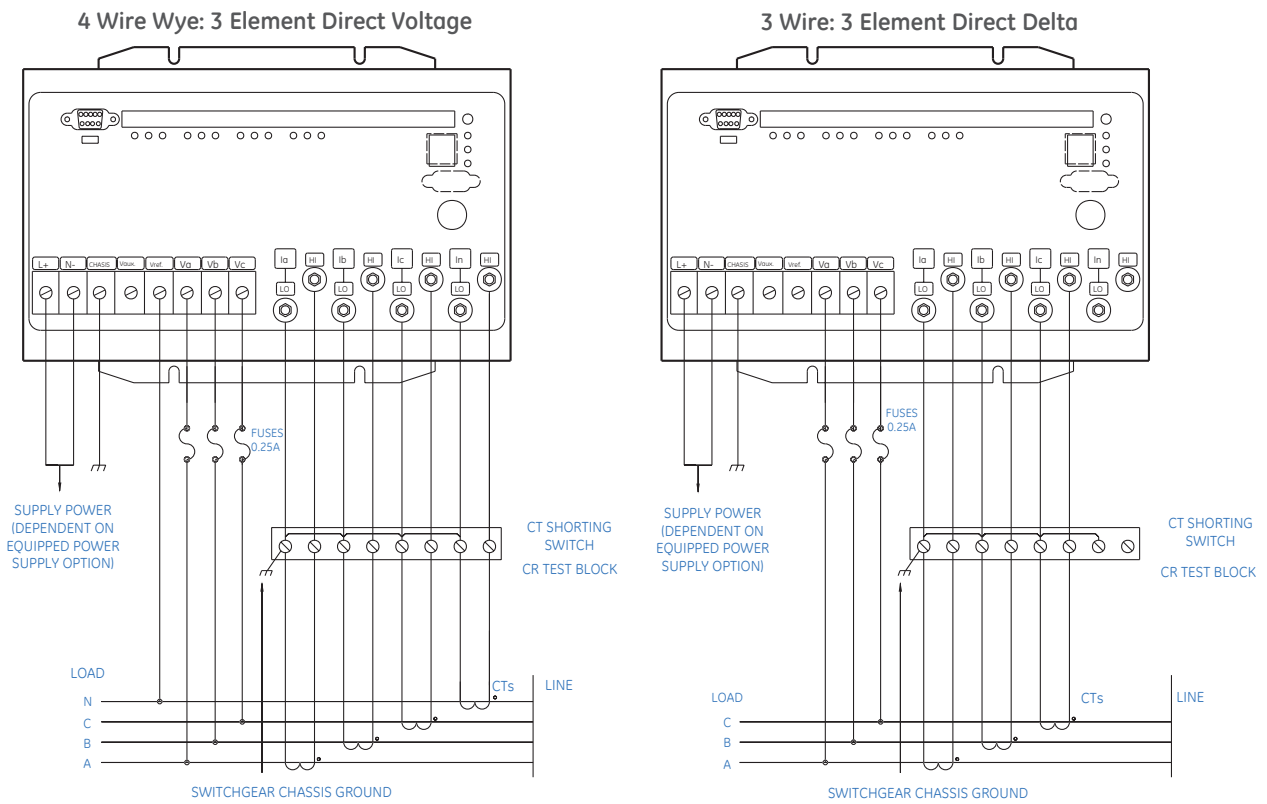 4 Wire Wye: 3 Element Direct Voltage
L+ N- CHASIS Vaux. Vref. Va Vb Vc
Ia HI Ib HI Ic HI In HI
LO LO LO LO
FUSES
0.25A
SUPPLY POWER
(DEPENDENT ON
EQUIPPED POWER
SUPPLY OPTION)
CT SHORTING
SWITCH
CR TEST BLOCK
LOAD
CTs
LINE
N
C
B
A
SWITCHGEAR CHASSIS GROUND
3 Wire: 3 Element Direct Delta
L+ N- CHASIS Vaux. Vref. Va Vb Vc
Ia HI Ib HI Ic HI In HI
LO LO LO LO
FUSES
0.25A
SUPPLY POWER
(DEPENDENT ON
EQUIPPED POWER
SUPPLY OPTION)
CT SHORTING
SWITCH
CR TEST BLOCK
LOAD
CTs
LINE
C
B
A
SWITCHGEAR CHASSIS GROUND